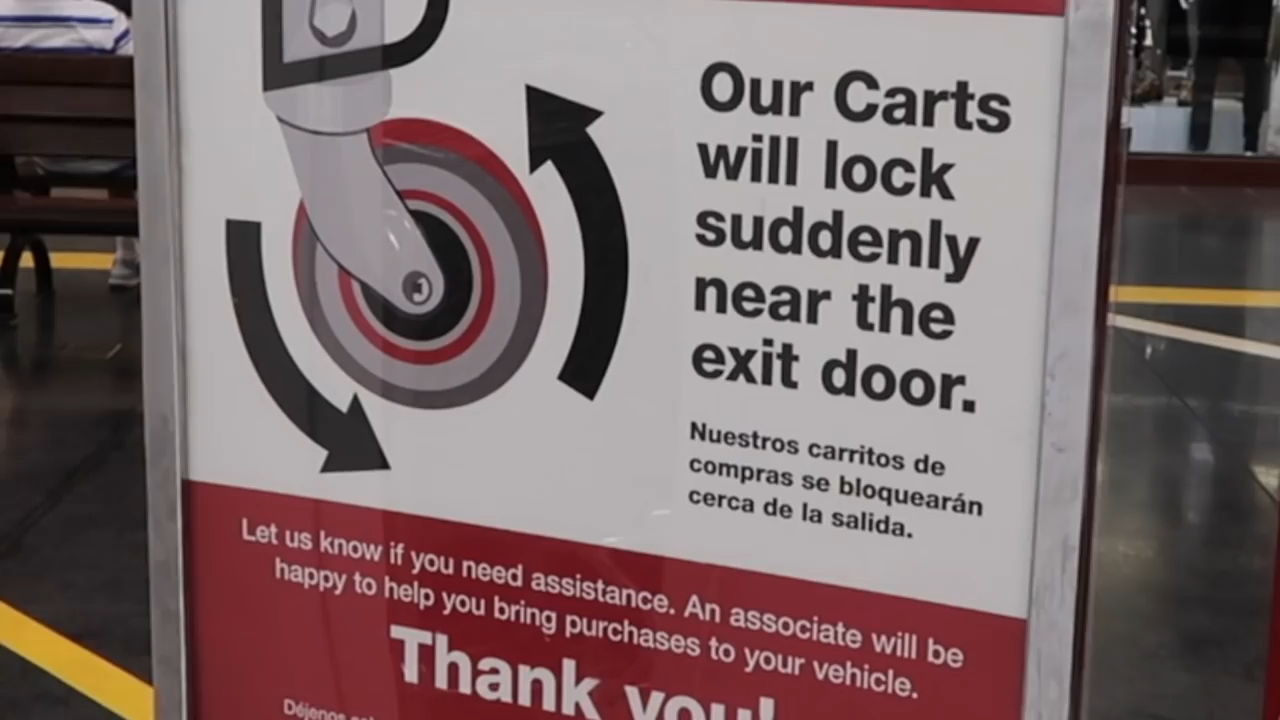 Our Carts
will lock
suddenly
near the
exit door.
Nuestros carritos de
compras se bloquearán
cerca de la salida.
Let us know if you need assistance. An associate will be
happy to help you bring purchases to your vehicle.
Thank you!
Déjenos